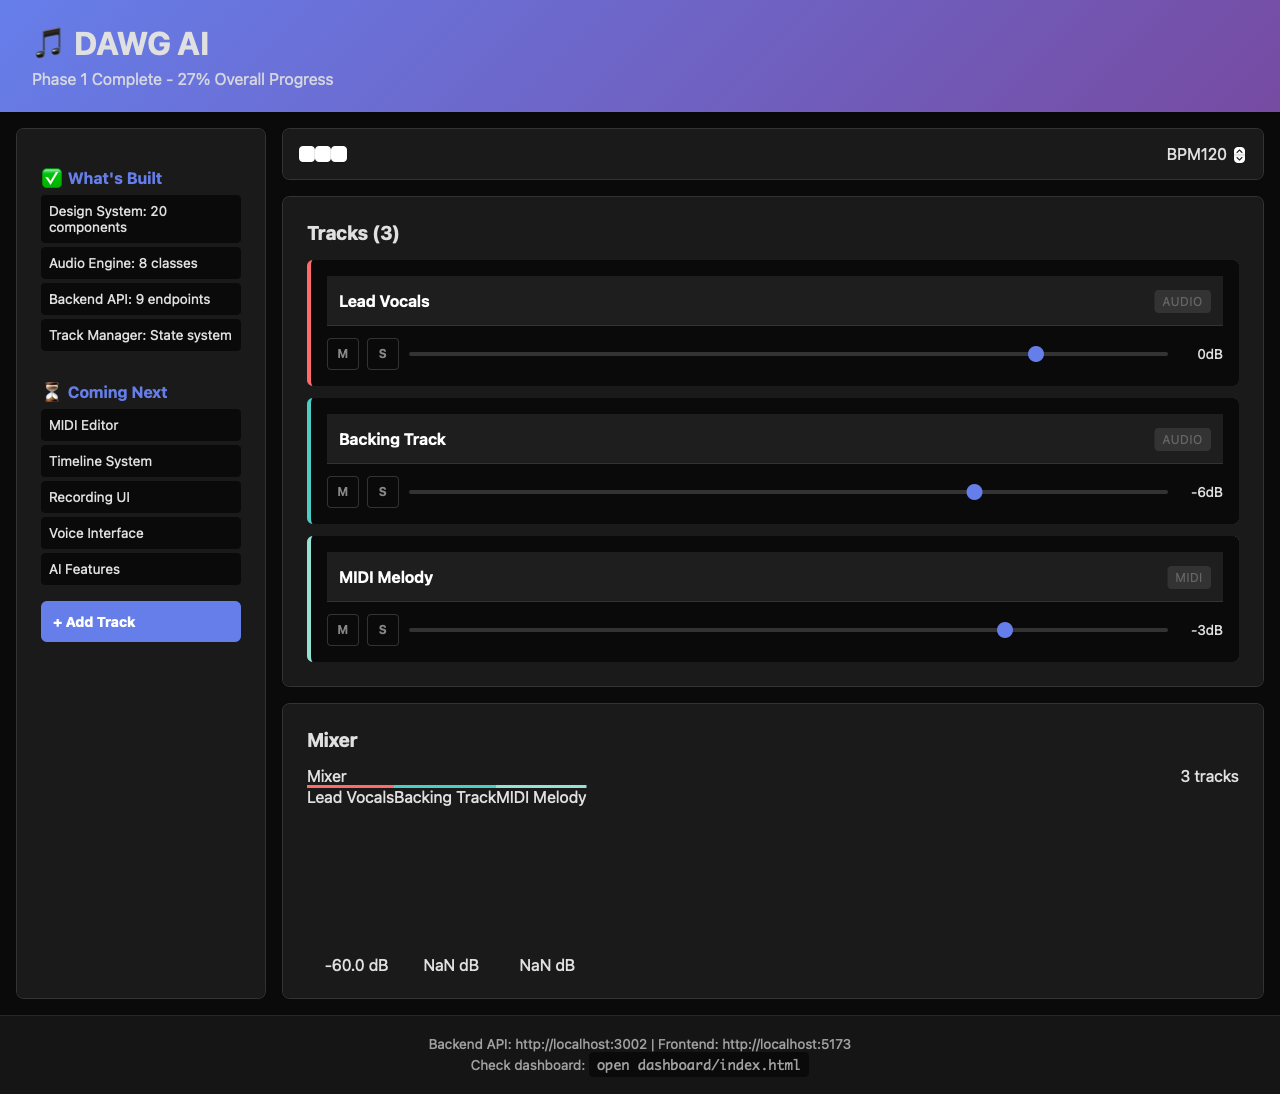 🎵 DAWG AI
Phase 1 Complete - 27% Overall Progress
✅ What's Built
Design System: 20
components
Audio Engine: 8 classes
Backend API: 9 endpoints
Track Manager: State system
⏳ Coming Next
MIDI Editor
Timeline System
Recording UI
Voice Interface
AI Features
+ Add Track
BPM120
Tracks (3)
Lead Vocals AUDIO
M S 0dB
Backing Track AUDIO
M S -6dB
MIDI Melody MIDI
M S -3dB
Mixer
Mixer 3 tracks
Lead VocalsBacking TrackMIDI Melody
-60.0 dB NaN dB NaN dB
Backend API: http://localhost:3002 | Frontend: http://localhost:5173
Check dashboard: open dashboard/index.html